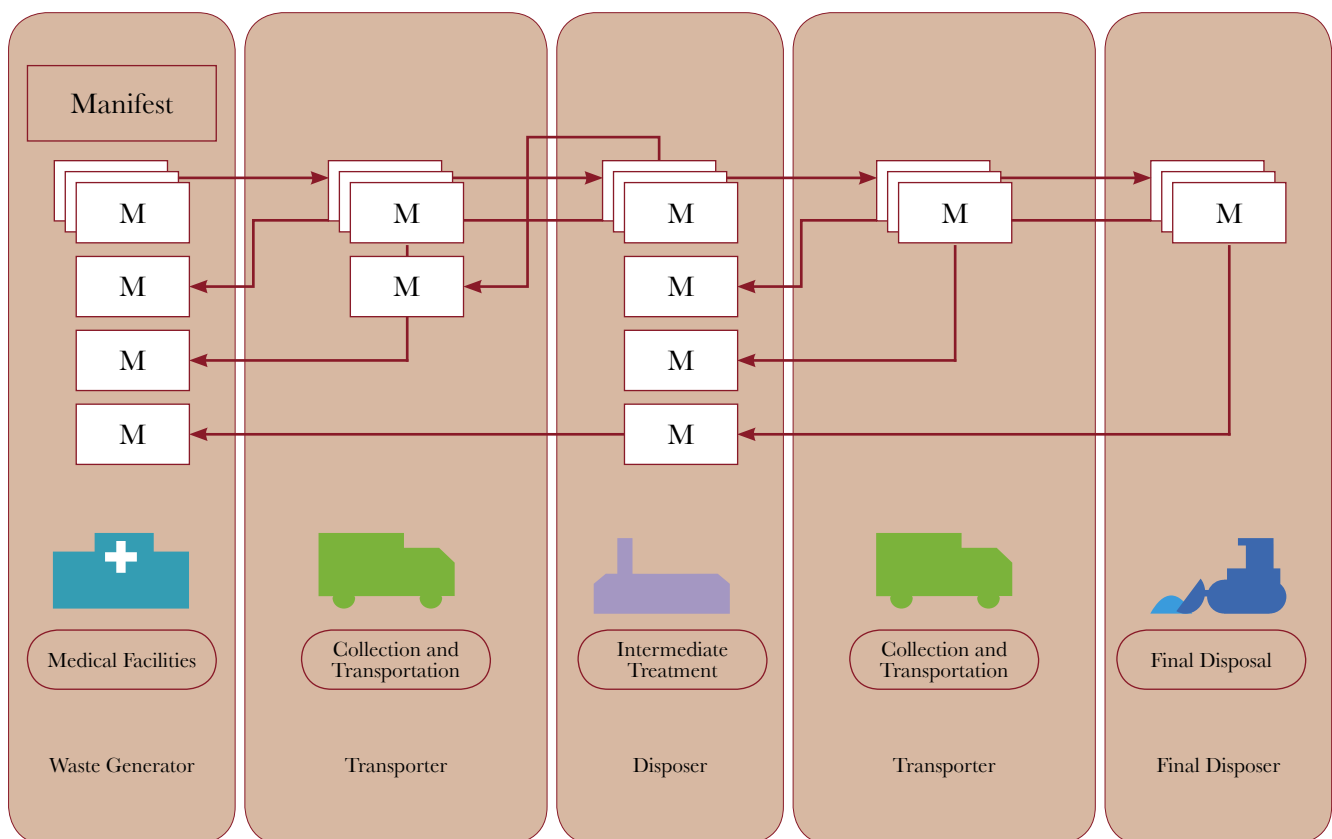 Manifest
M
M
M
M
M
M
M
M
M
M
M
M
Medical Facilities
Collection and
Transportation
Intermediate
Treatment
Collection and
Transportation
Final Disposal
Waste Generator
Transporter
Disposer
Transporter
Final Disposer